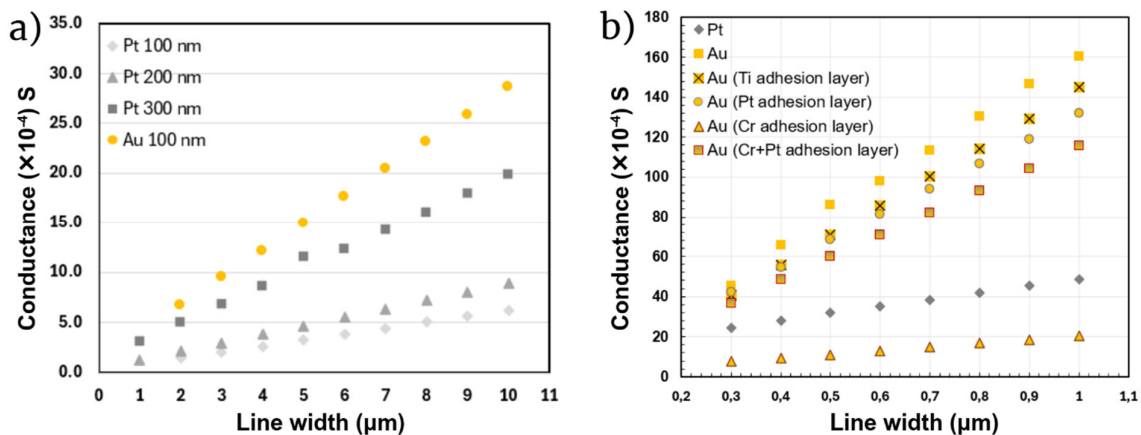 a)
Conductance (×10⁻⁴) S
35.0
30.0
25.0
20.0
15.0
10.0
5.0
0.0
Pt 100 nm
Pt 200 nm
Pt 300 nm
Au 100 nm
0 1 2 3 4 5 6 7 8 9 10 11
Line width (µm)
b)
Conductance (×10⁻⁴) S
180
160
140
120
100
80
60
40
20
0
Pt
Au
Au (Ti adhesion layer)
Au (Pt adhesion layer)
Au (Cr adhesion layer)
Au (Cr+Pt adhesion layer)
0,2 0,3 0,4 0,5 0,6 0,7 0,8 0,9 1 1,1
Line width (µm)